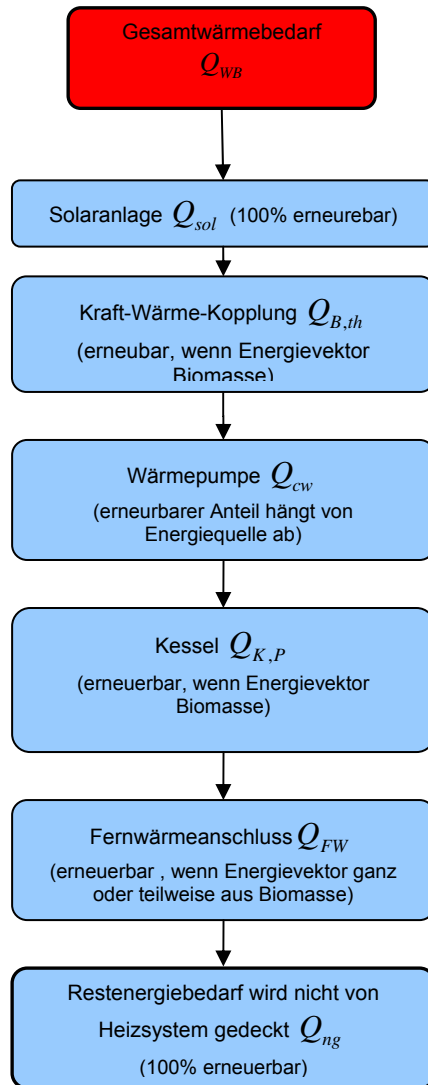 Gesamtwärmebedarf
Q_WB
Solaranlage Q_sol (100% erneurebar)
Kraft-Wärme-Kopplung Q_B,th
(erneubar, wenn Energievektor
Biomasse)
Wärmepumpe Q_cw
(erneurbarer Anteil hängt von
Energiequelle ab)
Kessel Q_K,P
(erneuerbar, wenn Energievektor
Biomasse)
Fernwärmeanschluss Q_FW
(erneuerbar , wenn Energievektor ganz
oder teilweise aus Biomasse)
Restenergiebedarf wird nicht von
Heizsystem gedeckt Q_ng
(100% erneuerbar)